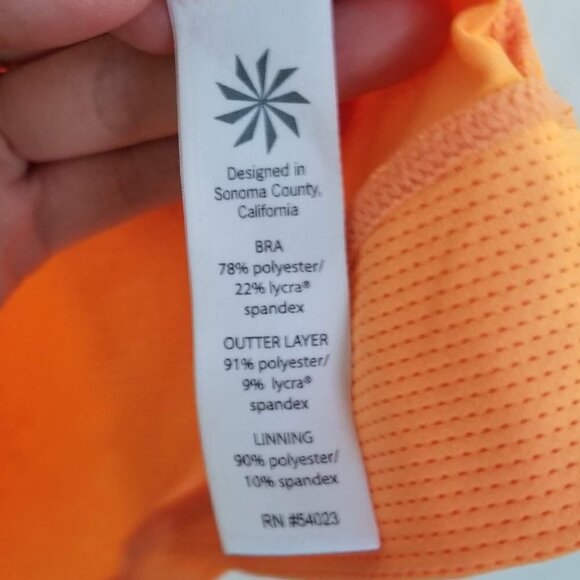 Designed in
Sonoma County,
California
BRA
78% polyester/
22% lycra®
spandex
OUTTER LAYER
91% polyester/
9% lycra®
spandex
LINNING
90% polyester/
10% spandex
RN #54023